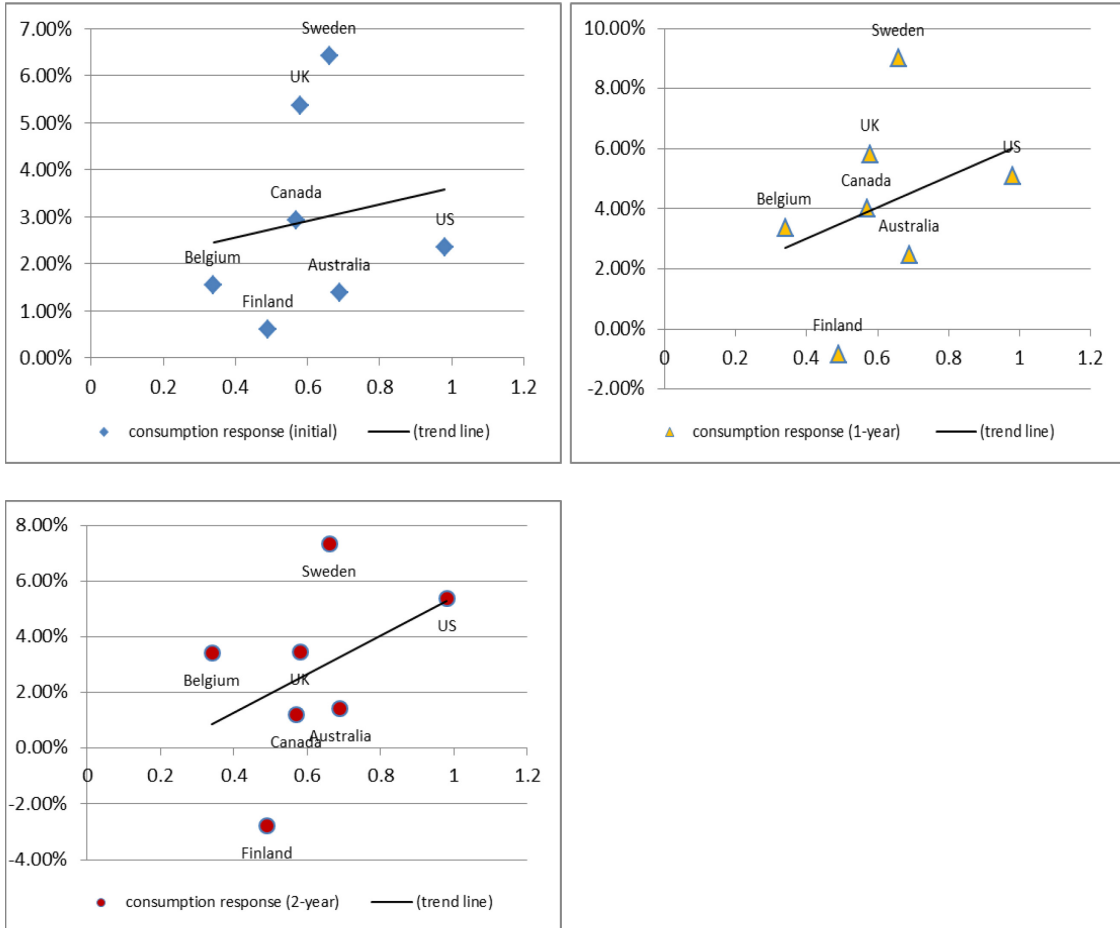 7.00%
Sweden
6.00%
UK
5.00%
4.00%
Canada
3.00%
US
Belgium
2.00%
Australia
Finland
1.00%
0.00%
0 0.2 0.4 0.6 0.8 1 1.2
consumption response (initial) (trend line)
10.00%
Sweden
8.00%
UK
6.00%
US
Canada
Belgium
4.00%
Australia
2.00%
Finland
0.00%
0 0.2 0.4 0.6 0.8 1 1.2
-2.00%
consumption response (1-year) (trend line)
8.00%
Sweden
6.00%
US
4.00%
Belgium
UK
2.00%
Canada
Australia
0.00%
0 0.2 0.4 0.6 0.8 1 1.2
-2.00%
Finland
-4.00%
consumption response (2-year) (trend line)